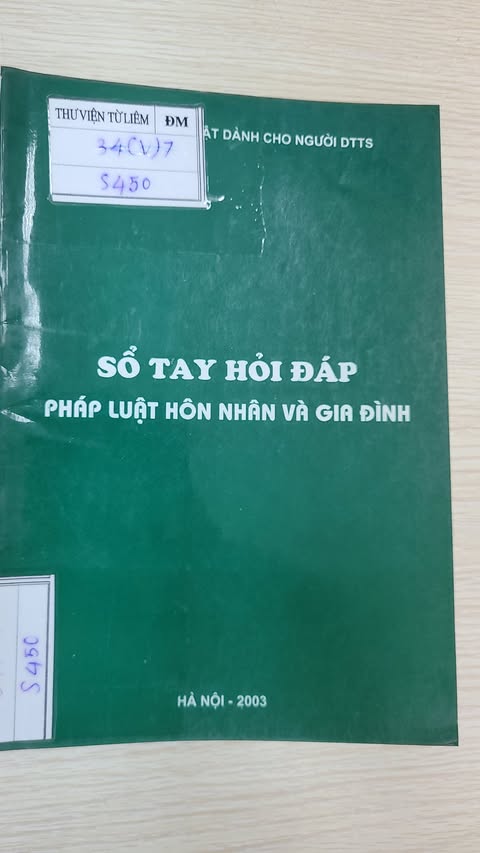 THƯ VIỆN TỪ LIÊM ĐM
34(V)7
S450
DÀNH CHO NGƯỜI DTTS
SỔ TAY HỎI ĐÁP
PHÁP LUẬT HÔN NHÂN VÀ GIA ĐÌNH
S450
HÀ NỘI - 2003